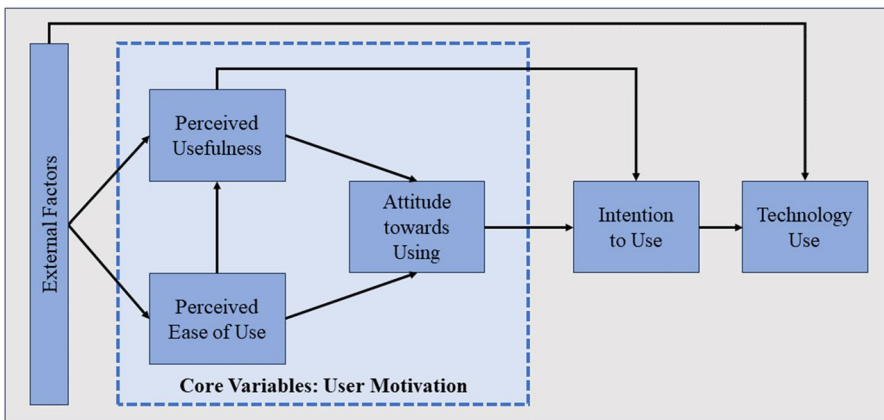 External Factors
Perceived
Usefulness
Attitude
towards
Using
Intention
to Use
Technology
Use
Perceived
Ease of Use
Core Variables: User Motivation